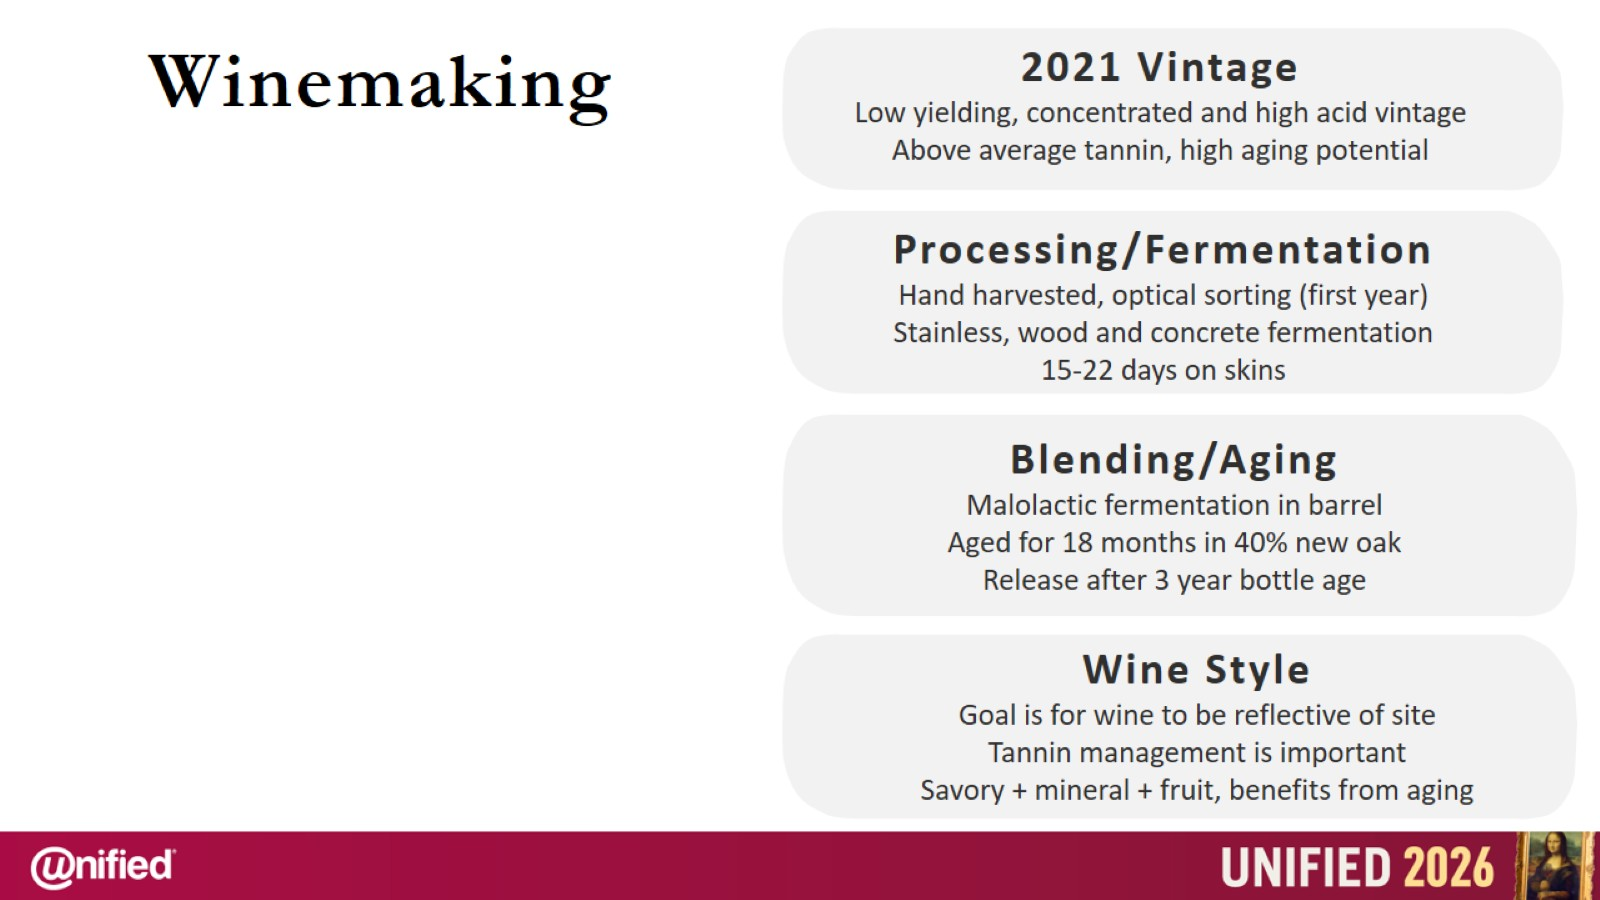 Winemaking
2021 Vintage
Low yielding, concentrated and high acid vintage
Above average tannin, high aging potential
Processing/Fermentation
Hand harvested, optical sorting (first year)
Stainless, wood and concrete fermentation
15-22 days on skins
Blending/Aging
Malolactic fermentation in barrel
Aged for 18 months in 40% new oak
Release after 3 year bottle age
Wine Style
Goal is for wine to be reflective of site
Tannin management is important
Savory + mineral + fruit, benefits from aging
unified
UNIFIED 2026